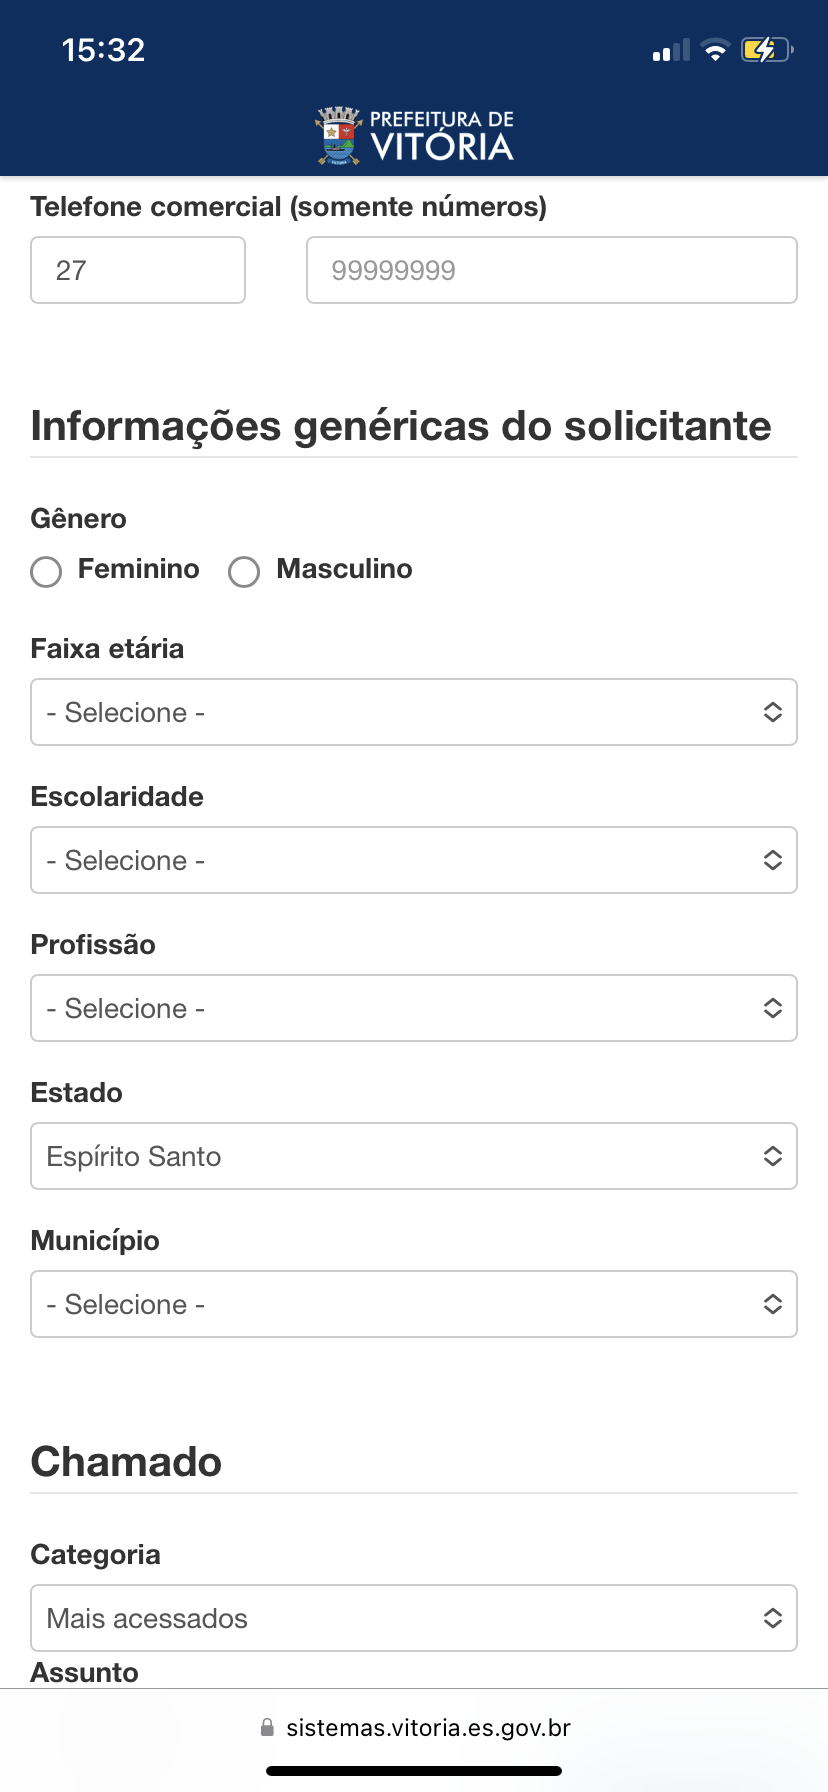 15:32
PREFEITURA DE
VITÓRIA
Telefone comercial (somente números)
27 99999999
Informações genéricas do solicitante
Gênero
Feminino Masculino
Faixa etária
- Selecione -
Escolaridade
- Selecione -
Profissão
- Selecione -
Estado
Espírito Santo
Município
- Selecione -
Chamado
Categoria
Mais acessados
Assunto
sistemas.vitoria.es.gov.br